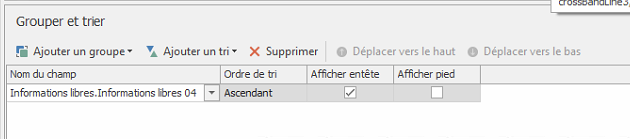 crossBandLine3,
Grouper et trier
Ajouter un groupe Ajouter un tri Supprimer Déplacer vers le haut Déplacer vers le bas
Nom du champ Ordre de tri Afficher entête Afficher pied
Informations libres.Informations libres 04 Ascendant